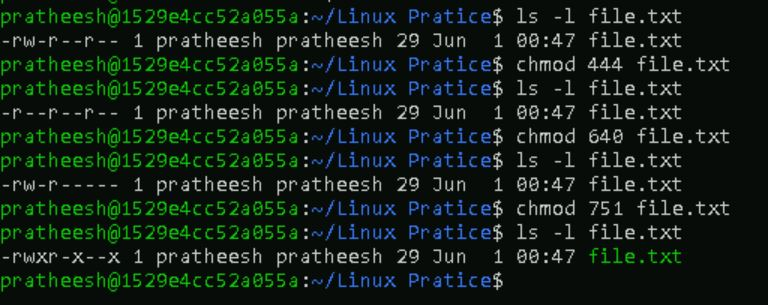 pratheesh@1529e4cc52a055a:~/Linux Pratice$ ls -l file.txt
-rw-r--r-- 1 pratheesh pratheesh 29 Jun  1 00:47 file.txt
pratheesh@1529e4cc52a055a:~/Linux Pratice$ chmod 444 file.txt
pratheesh@1529e4cc52a055a:~/Linux Pratice$ ls -l file.txt
-r--r--r-- 1 pratheesh pratheesh 29 Jun  1 00:47 file.txt
pratheesh@1529e4cc52a055a:~/Linux Pratice$ chmod 640 file.txt
pratheesh@1529e4cc52a055a:~/Linux Pratice$ ls -l file.txt
-rw-r----- 1 pratheesh pratheesh 29 Jun  1 00:47 file.txt
pratheesh@1529e4cc52a055a:~/Linux Pratice$ chmod 751 file.txt
pratheesh@1529e4cc52a055a:~/Linux Pratice$ ls -l file.txt
-rwxr-x--x 1 pratheesh pratheesh 29 Jun  1 00:47 file.txt
pratheesh@1529e4cc52a055a:~/Linux Pratice$